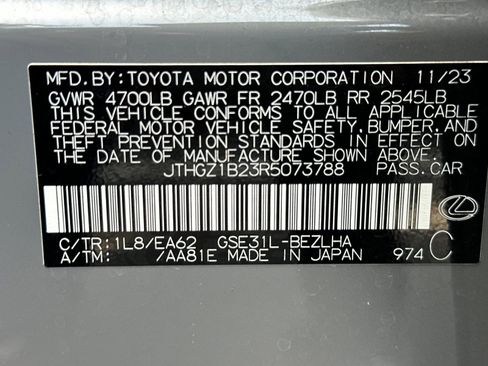 MFD.BY:TOYOTA MOTOR CORPORATION 11/23
GVWR 4700LB GAWR FR 2470LB RR 2545LB
THIS VEHICLE CONFORMS TO ALL APPLICABLE
FEDERAL MOTOR VEHICLE SAFETY,BUMPER,AND
THEFT PREVENTION STANDARDS IN EFFECT ON
THE DATE OF MANUFACTURE SHOWN ABOVE.
JTHGZ1B23R5073788 PASS.CAR
C/TR:1L8/EA62 GSE31L-BEZLHA
A/TM: /AA81E MADE IN JAPAN 974 C